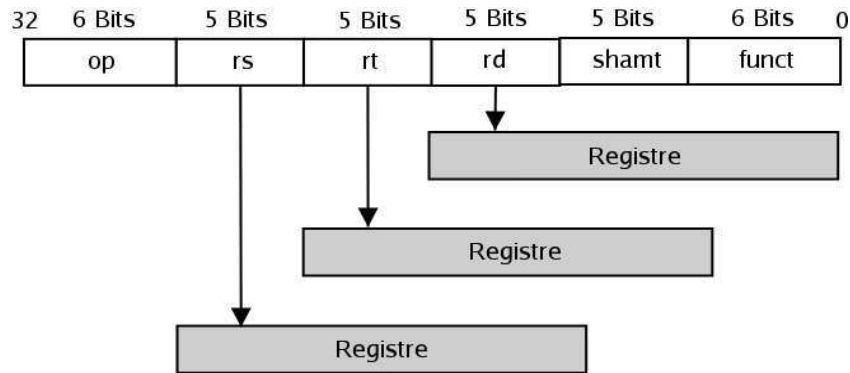 32 6 Bits 5 Bits 5 Bits 5 Bits 5 Bits 6 Bits 0
op rs rt rd shamt funct
Registre
Registre
Registre